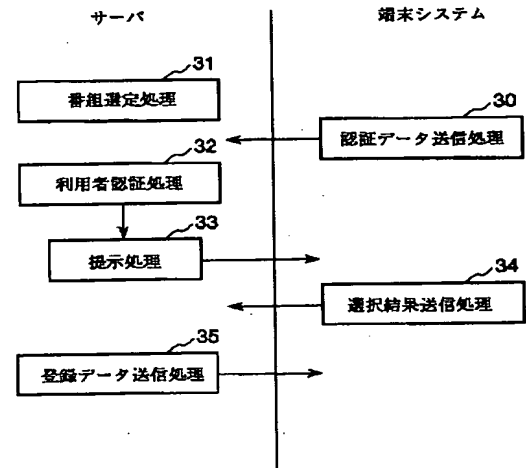 サーバ
端末システム
31
番組選定処理
30
認証データ送信処理
32
利用者認証処理
33
提示処理
34
選択結果送信処理
35
登録データ送信処理